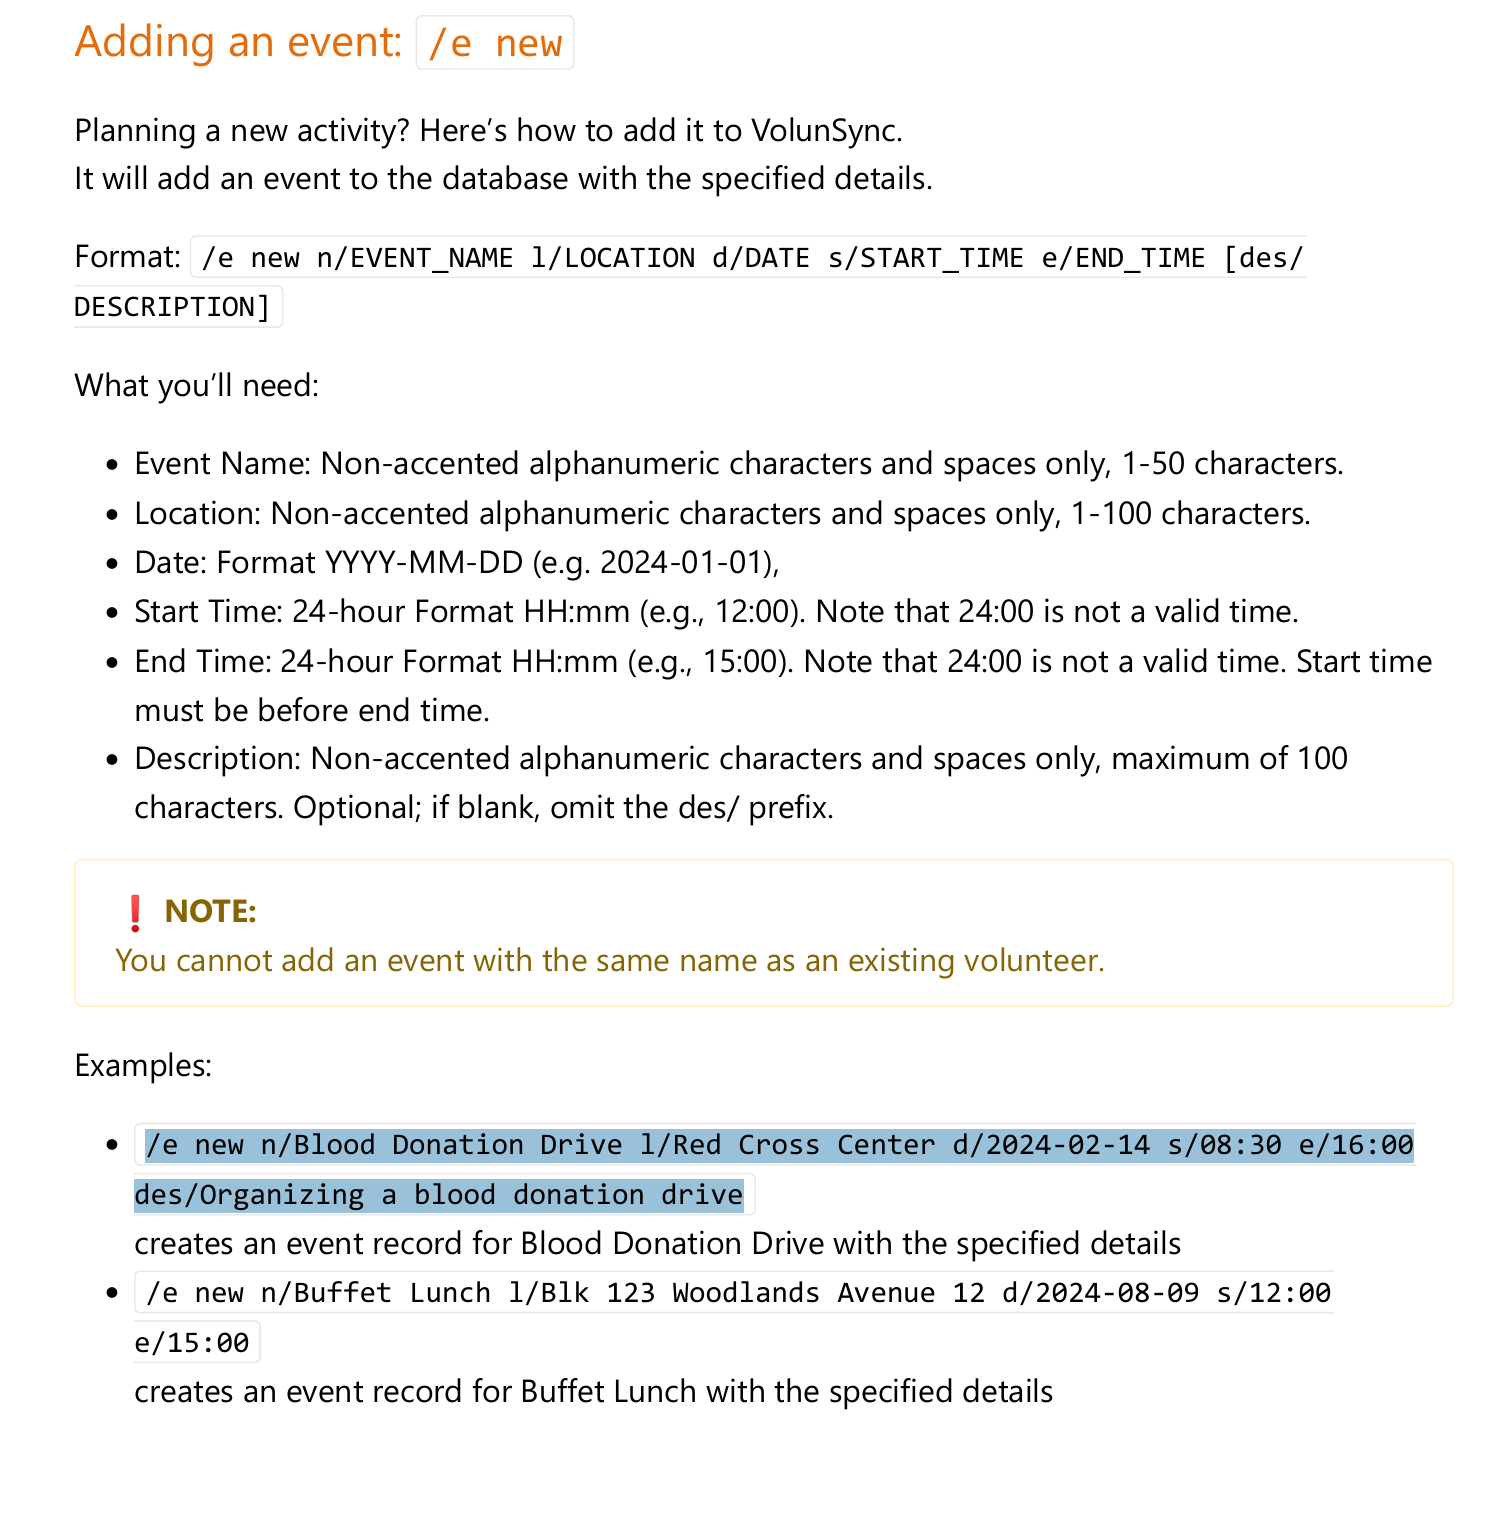 Adding an event: /e new
Planning a new activity? Here’s how to add it to VolunSync.
It will add an event to the database with the specified details.
Format: /e new n/EVENT_NAME l/LOCATION d/DATE s/START_TIME e/END_TIME [des/
DESCRIPTION]
What you’ll need:
• Event Name: Non-accented alphanumeric characters and spaces only, 1-50 characters.
• Location: Non-accented alphanumeric characters and spaces only, 1-100 characters.
• Date: Format YYYY-MM-DD (e.g. 2024-01-01),
• Start Time: 24-hour Format HH:mm (e.g., 12:00). Note that 24:00 is not a valid time.
• End Time: 24-hour Format HH:mm (e.g., 15:00). Note that 24:00 is not a valid time. Start time
must be before end time.
• Description: Non-accented alphanumeric characters and spaces only, maximum of 100
characters. Optional; if blank, omit the des/ prefix.
❗ NOTE:
You cannot add an event with the same name as an existing volunteer.
Examples:
• /e new n/Blood Donation Drive l/Red Cross Center d/2024-02-14 s/08:30 e/16:00
des/Organizing a blood donation drive
creates an event record for Blood Donation Drive with the specified details
• /e new n/Buffet Lunch l/Blk 123 Woodlands Avenue 12 d/2024-08-09 s/12:00
e/15:00
creates an event record for Buffet Lunch with the specified details